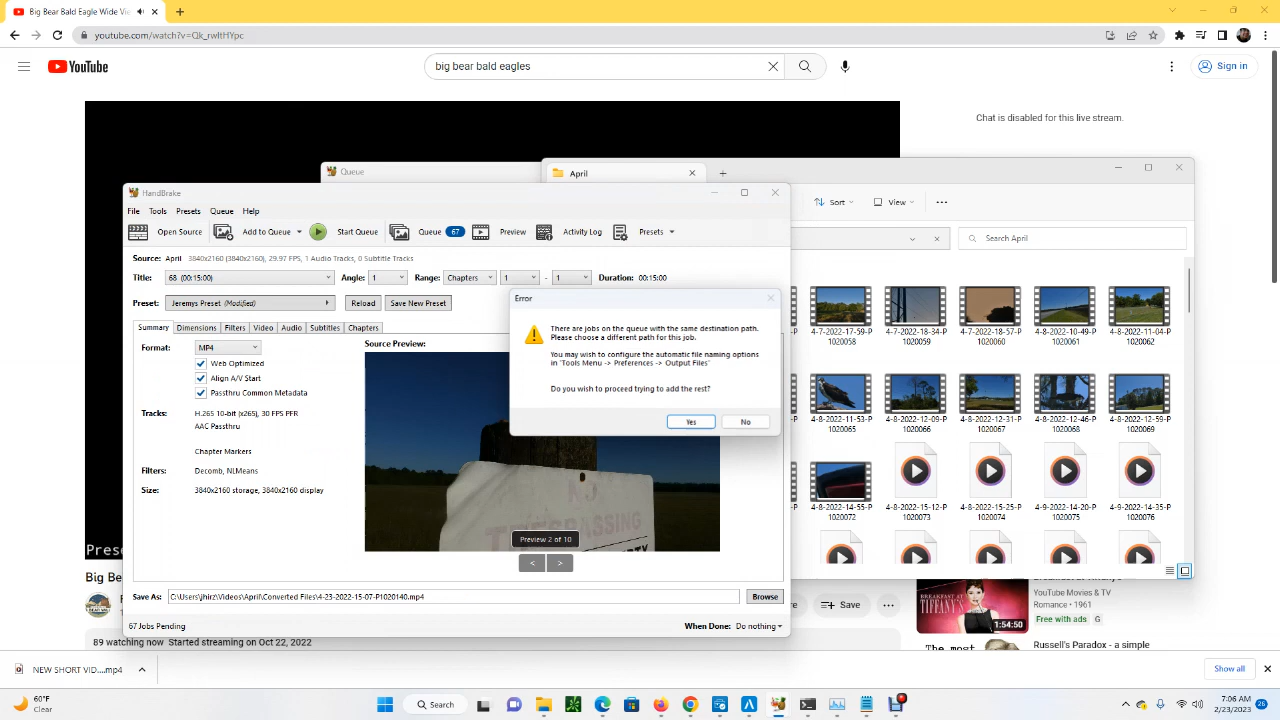 Big Bear Bald Eagle Wide Vie
youtube.com/watch?v=Qk_rwItHYpc
YouTube
big bear bald eagles
Sign in
Chat is disabled for this live stream.
Queue
April
HandBrake
File Tools Presets Queue Help
Sort View
Open Source Add to Queue Start Queue Queue 67 Preview Activity Log Presets
Search April
Source: April 3840x2160 (3840x2160), 29.97 FPS, 1 Audio Tracks, 0 Subtitle Tracks
Title: 68 (00:15:00) Angle: 1 Range: Chapters 1 - 1 Duration: 00:15:00
Preset: Jeremys Preset (Modified) Reload Save New Preset
Error
Summary Dimensions Filters Video Audio Subtitles Chapters
Format: MP4
Web Optimized
Align A/V Start
Passthru Common Metadata
Tracks: H.265 10-bit (x265), 30 FPS PFR
AAC Passthru
Chapter Markers
Filters: Decomb, NLMeans
Size: 3840x2160 storage, 3840x2160 display
Source Preview:
There are jobs on the queue with the same destination path.
Please choose a different path for this job.
You may wish to configure the automatic file naming options
in 'Tools Menu -> Preferences -> Output Files'
Do you wish to proceed trying to add the rest?
Yes No
4-7-2022-17-59-P
1020058
4-7-2022-18-34-P
1020059
4-7-2022-18-57-P
1020060
4-8-2022-10-49-P
1020061
4-8-2022-11-04-P
1020062
4-8-2022-11-53-P
1020065
4-8-2022-12-09-P
1020066
4-8-2022-12-31-P
1020067
4-8-2022-12-46-P
1020068
4-8-2022-12-59-P
1020069
4-8-2022-14-55-P
1020072
4-8-2022-15-12-P
1020073
4-8-2022-15-25-P
1020074
4-9-2022-14-20-P
1020075
4-9-2022-14-35-P
1020076
TRESPASSING
Preview 2 of 10
< >
Prese
Big Be
Save As: C:\Users\jhirz\Videos\April\Converted Files\4-23-2022-15-07-P1020140.mp4 Browse
67 Jobs Pending When Done: Do nothing
89 watching now Started streaming on Oct 22, 2022
re Save
BREAKFAST AT
TIFFANY'S
1:54:50
YouTube Movies & TV
Romance • 1961
Free with ads G
The most
Russell's Paradox - a simple
NEW SHORT VID....mp4
Show all
60°F
Clear
Search
7:06 AM
2/23/2023
26